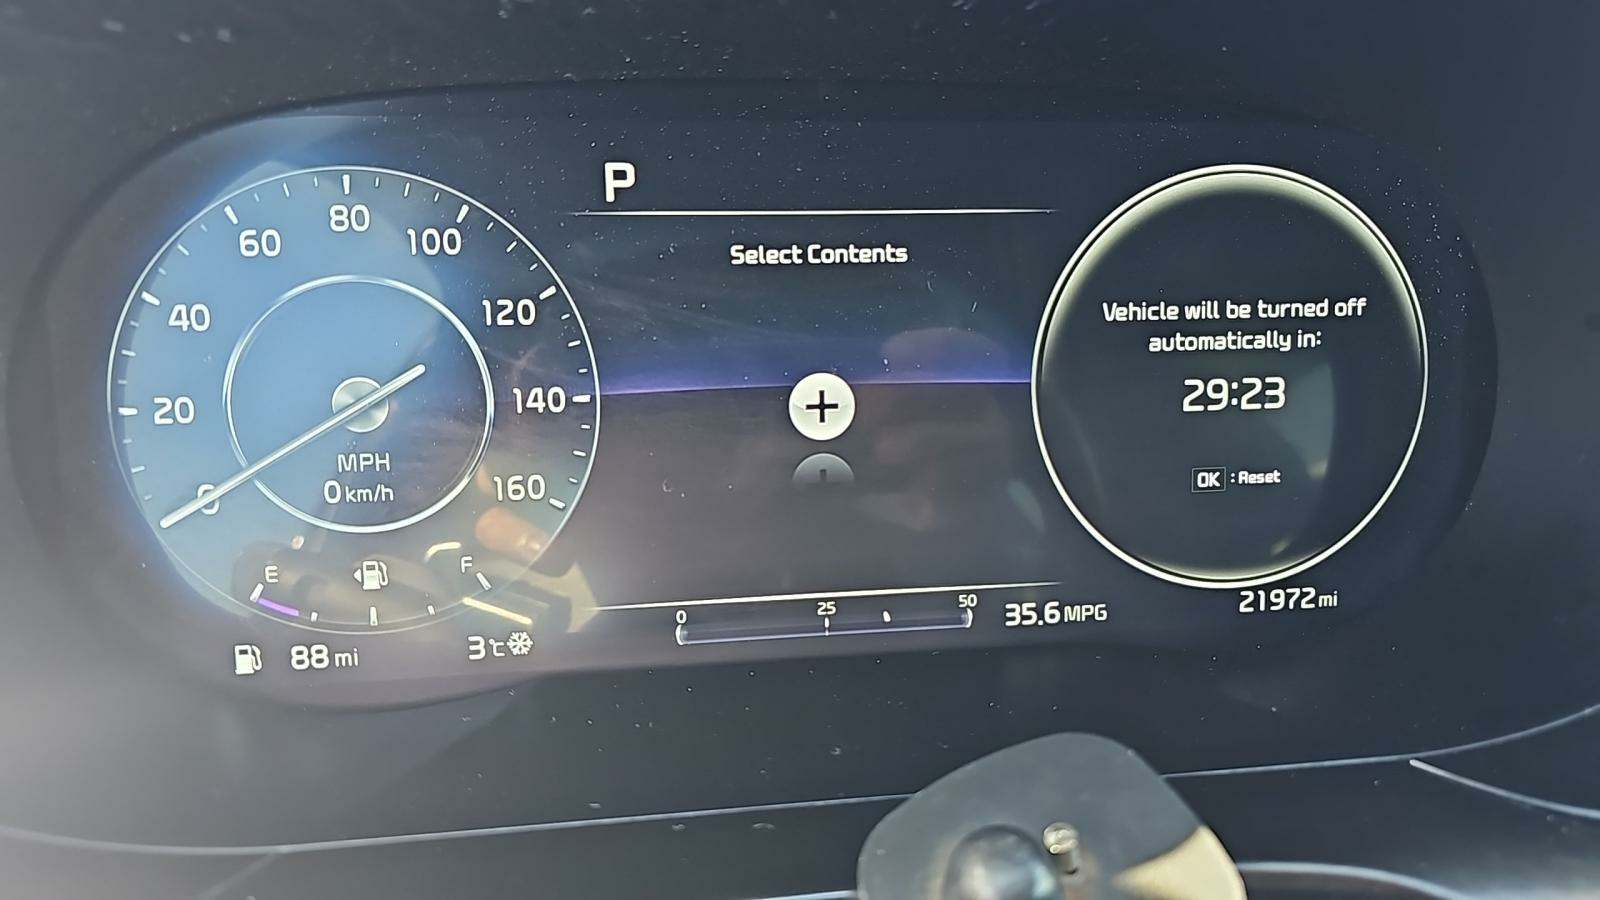 P
Select Contents
60
80
100
40
120
20
140
0
160
MPH
0 km/h
E
F
88 mi
3°C
0
25
50
35.6 MPG
Vehicle will be turned off
automatically in:
29:23
OK : Reset
21972 mi